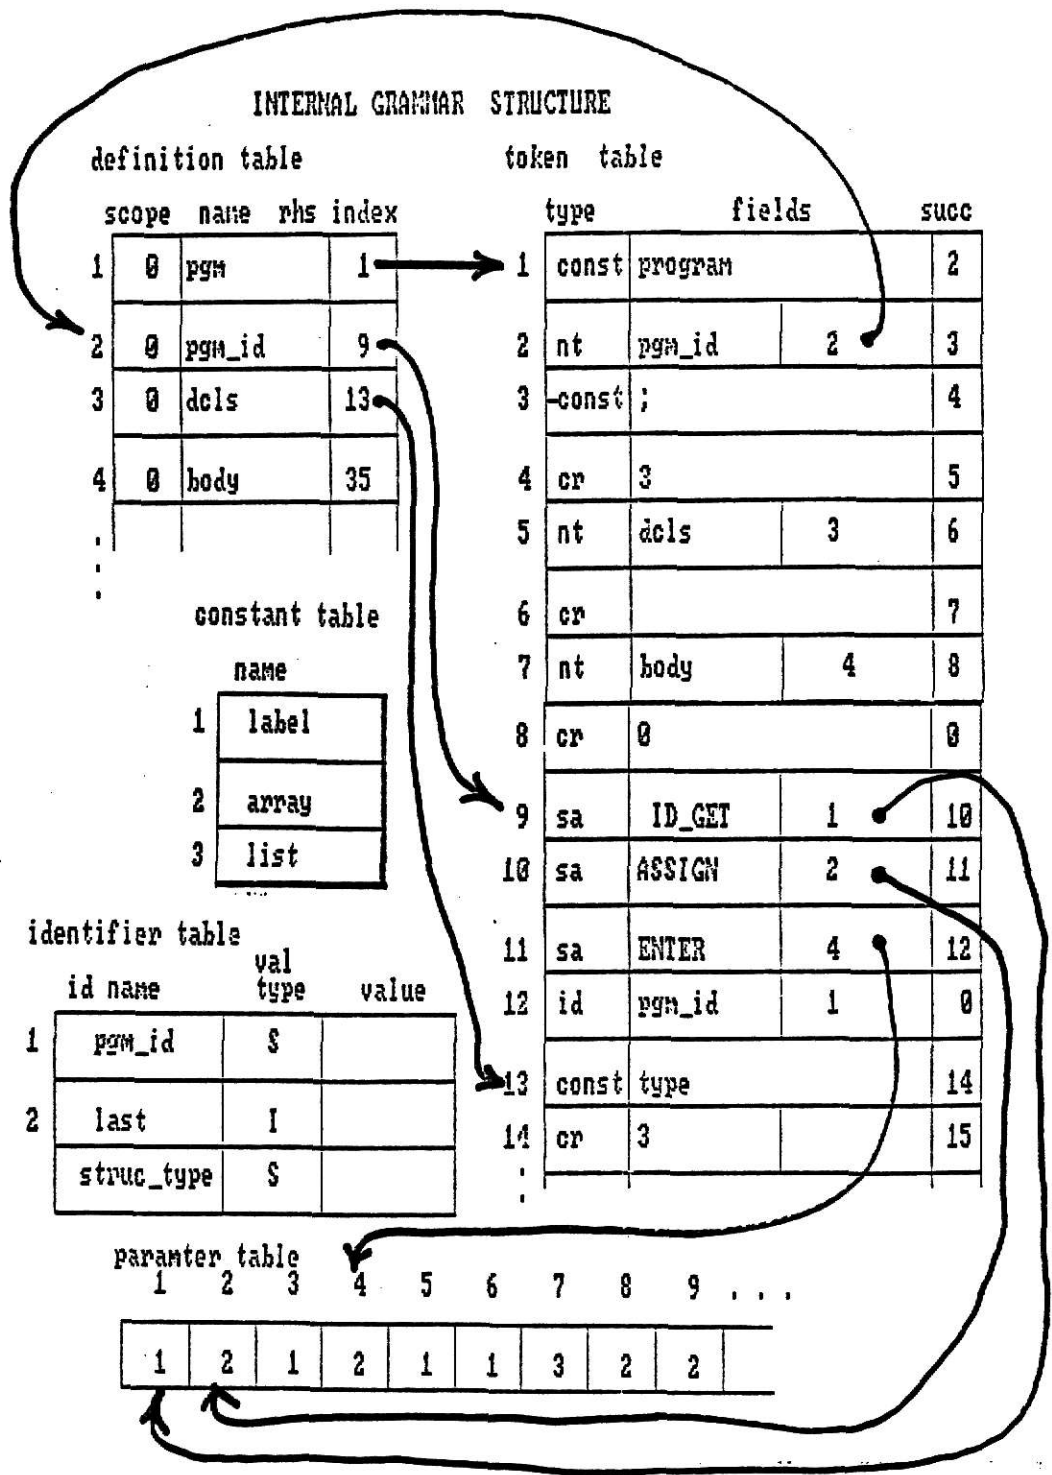 INTERNAL GRAMMAR STRUCTURE
definition table
scope name rhs index
1 0 pgm 1
2 0 pgm_id 9
3 0 dcls 13
4 0 body 35
.
.
.
token table
type fields succ
1 const program 2
2 nt pgm_id 2 3
3 const ; 4
4 cr 3 5
5 nt dcls 3 6
6 cr 7
7 nt body 4 8
8 cr 0 0
9 sa ID_GET 1 10
10 sa ASSIGN 2 11
11 sa ENTER 4 12
12 id pgm_id 1 0
13 const type 14
14 cr 3 15
.
.
constant table
name
1 label
2 array
3 list
identifier table
id name val type value
1 pgm_id S
2 last I
struc_type S
paramter table
1 2 3 4 5 6 7 8 9 . . .
1 2 1 2 1 1 3 2 2